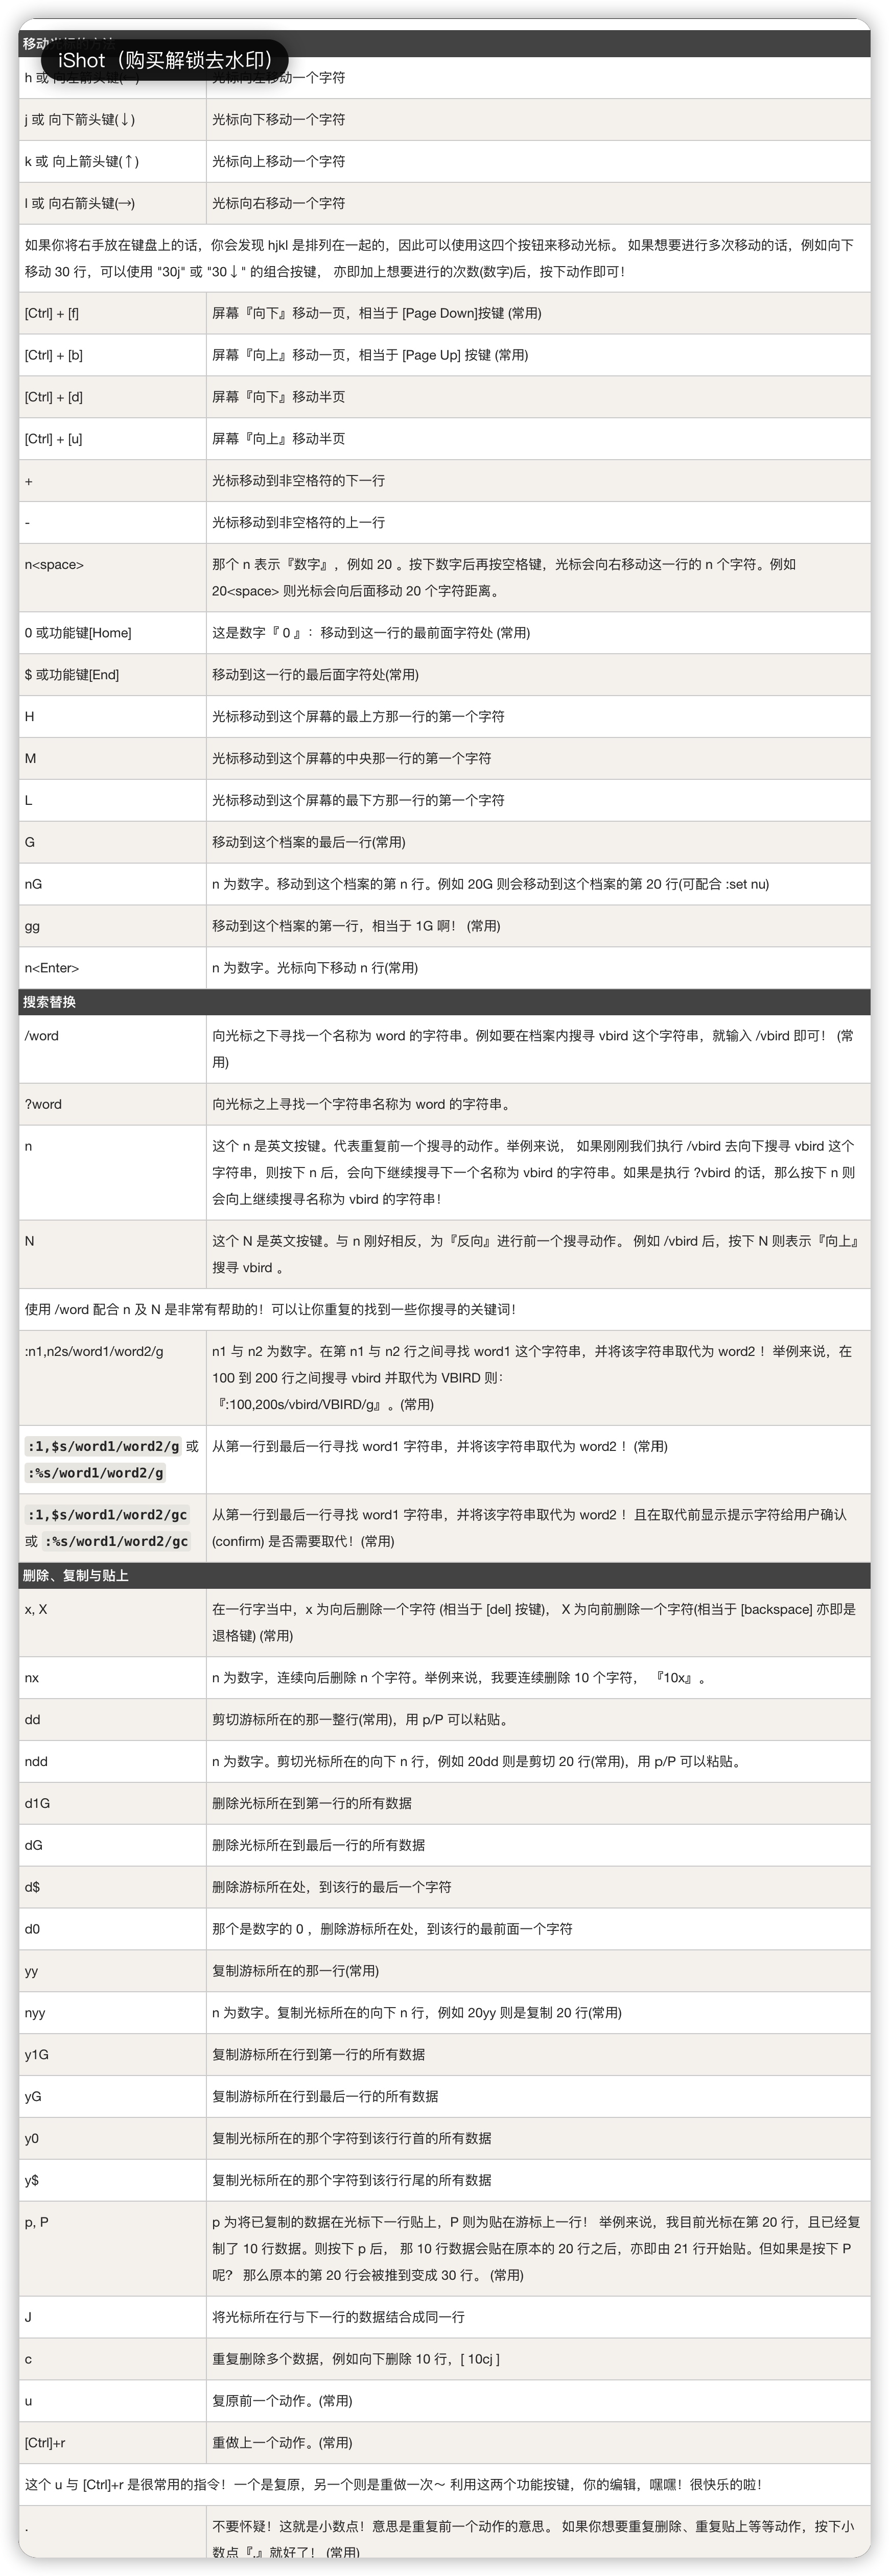 移动光标的方法
iShot（购买解锁去水印）
h 或 向左箭头键(←)
光标向左移动一个字符
j 或 向下箭头键(↓)
光标向下移动一个字符
k 或 向上箭头键(↑)
光标向上移动一个字符
l 或 向右箭头键(→)
光标向右移动一个字符
如果你将右手放在键盘上的话，你会发现 hjkl 是排列在一起的，因此可以使用这四个按钮来移动光标。 如果想要进行多次移动的话，例如向下
移动 30 行，可以使用 "30j" 或 "30↓" 的组合按键， 亦即加上想要进行的次数(数字)后，按下动作即可！
[Ctrl] + [f]
屏幕『向下』移动一页，相当于 [Page Down]按键 (常用)
[Ctrl] + [b]
屏幕『向上』移动一页，相当于 [Page Up] 按键 (常用)
[Ctrl] + [d]
屏幕『向下』移动半页
[Ctrl] + [u]
屏幕『向上』移动半页
+
光标移动到非空格符的下一行
-
光标移动到非空格符的上一行
n<space>
那个 n 表示『数字』，例如 20 。按下数字后再按空格键，光标会向右移动这一行的 n 个字符。例如
20<space> 则光标会向后面移动 20 个字符距离。
0 或功能键[Home]
这是数字『 0 』：移动到这一行的最前面字符处 (常用)
$ 或功能键[End]
移动到这一行的最后面字符处(常用)
H
光标移动到这个屏幕的最上方那一行的第一个字符
M
光标移动到这个屏幕的中央那一行的第一个字符
L
光标移动到这个屏幕的最下方那一行的第一个字符
G
移动到这个档案的最后一行(常用)
nG
n 为数字。移动到这个档案的第 n 行。例如 20G 则会移动到这个档案的第 20 行(可配合 :set nu)
gg
移动到这个档案的第一行，相当于 1G 啊！ (常用)
n<Enter>
n 为数字。光标向下移动 n 行(常用)
搜索替换
/word
向光标之下寻找一个名称为 word 的字符串。例如要在档案内搜寻 vbird 这个字符串，就输入 /vbird 即可！ (常
用)
?word
向光标之上寻找一个字符串名称为 word 的字符串。
n
这个 n 是英文按键。代表重复前一个搜寻的动作。举例来说， 如果刚刚我们执行 /vbird 去向下搜寻 vbird 这个
字符串，则按下 n 后，会向下继续搜寻下一个名称为 vbird 的字符串。如果是执行 ?vbird 的话，那么按下 n 则
会向上继续搜寻名称为 vbird 的字符串！
N
这个 N 是英文按键。与 n 刚好相反，为『反向』进行前一个搜寻动作。 例如 /vbird 后，按下 N 则表示『向上』
搜寻 vbird 。
使用 /word 配合 n 及 N 是非常有帮助的！可以让你重复的找到一些你搜寻的关键词！
:n1,n2s/word1/word2/g
n1 与 n2 为数字。在第 n1 与 n2 行之间寻找 word1 这个字符串，并将该字符串取代为 word2 ！举例来说，在
100 到 200 行之间搜寻 vbird 并取代为 VBIRD 则：
『:100,200s/vbird/VBIRD/g』。(常用)
:1,$s/word1/word2/g 或
:%s/word1/word2/g
从第一行到最后一行寻找 word1 字符串，并将该字符串取代为 word2 ！(常用)
:1,$s/word1/word2/gc
或 :%s/word1/word2/gc
从第一行到最后一行寻找 word1 字符串，并将该字符串取代为 word2 ！且在取代前显示提示字符给用户确认
(confirm) 是否需要取代！(常用)
删除、复制与贴上
x, X
在一行字当中，x 为向后删除一个字符 (相当于 [del] 按键)， X 为向前删除一个字符(相当于 [backspace] 亦即是
退格键) (常用)
nx
n 为数字，连续向后删除 n 个字符。举例来说，我要连续删除 10 个字符， 『10x』。
dd
剪切游标所在的那一整行(常用)，用 p/P 可以粘贴。
ndd
n 为数字。剪切光标所在的向下 n 行，例如 20dd 则是剪切 20 行(常用)，用 p/P 可以粘贴。
d1G
删除光标所在到第一行的所有数据
dG
删除光标所在到最后一行的所有数据
d$
删除游标所在处，到该行的最后一个字符
d0
那个是数字的 0 ，删除游标所在处，到该行的最前面一个字符
yy
复制游标所在的那一行(常用)
nyy
n 为数字。复制光标所在的向下 n 行，例如 20yy 则是复制 20 行(常用)
y1G
复制游标所在行到第一行的所有数据
yG
复制游标所在行到最后一行的所有数据
y0
复制光标所在的那个字符到该行行首的所有数据
y$
复制光标所在的那个字符到该行行尾的所有数据
p, P
p 为将已复制的数据在光标下一行贴上，P 则为贴在游标上一行！ 举例来说，我目前光标在第 20 行，且已经复
制了 10 行数据。则按下 p 后， 那 10 行数据会贴在原本的 20 行之后，亦即由 21 行开始贴。但如果是按下 P
呢？ 那么原本的第 20 行会被推到变成 30 行。 (常用)
J
将光标所在行与下一行的数据结合成同一行
c
重复删除多个数据，例如向下删除 10 行，[ 10cj ]
u
复原前一个动作。(常用)
[Ctrl]+r
重做上一个动作。(常用)
这个 u 与 [Ctrl]+r 是很常用的指令！一个是复原，另一个则是重做一次～ 利用这两个功能按键，你的编辑，嘿嘿！很快乐的啦！
.
不要怀疑！这就是小数点！意思是重复前一个动作的意思。 如果你想要重复删除、重复贴上等等动作，按下小
数点『.』就好了！ (常用)